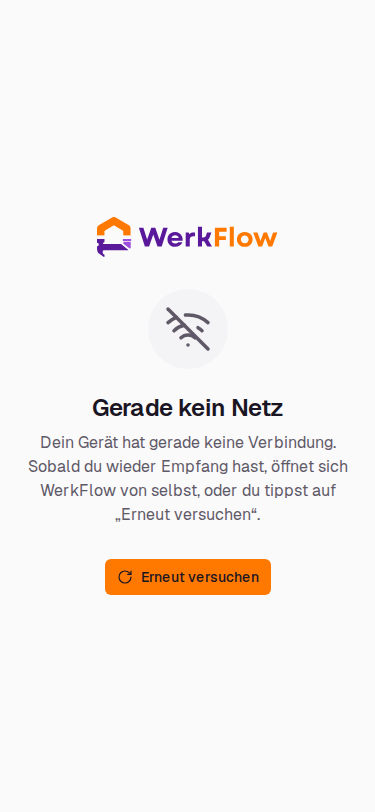 WerkFlow
Gerade kein Netz
Dein Gerät hat gerade keine Verbindung.
Sobald du wieder Empfang hast, öffnet sich
WerkFlow von selbst, oder du tippst auf
„Erneut versuchen“.
Erneut versuchen